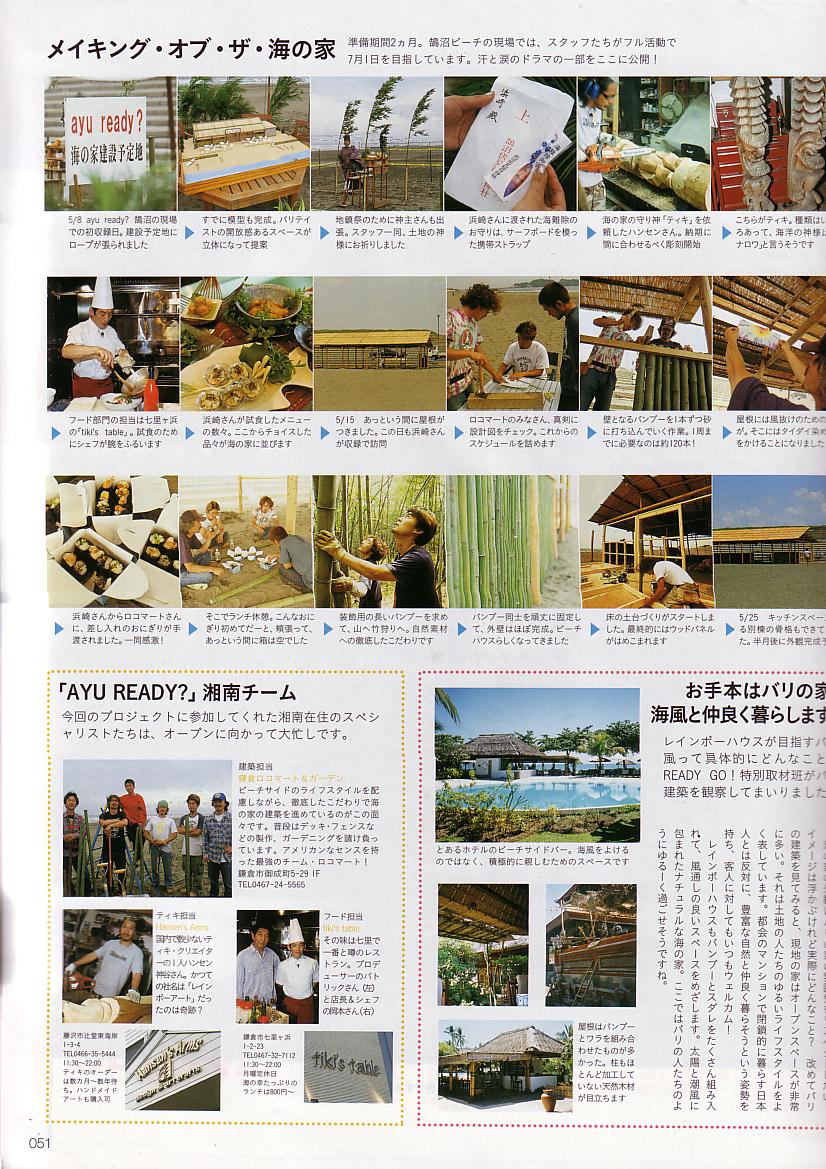 メイキング・オブ・ザ・海の家
準備期間2ヵ月。鵠沼ビーチの現場では、スタッフたちがフル活動で
7月1日を目指しています。汗と涙のドラマの一部をここに公開！
ayu ready?
海の家建設予定地
浜崎殿
上
5/8 ayu ready? 鵠沼の現場
での初収録日。建設予定地に
ロープが張られました
すでに模型も完成。バリテイ
ストの開放感あるスペースが
立体になって提案
地鎮祭のために神主さんも出
張。スタッフ一同、土地の神
様にお祈りしました
浜崎さんに渡された海難除の
お守りは、サーフボードを模っ
た携帯ストラップ
海の家の守り神「ティキ」を依
頼したハンセンさん。納期に
間に合わせるべく彫刻開始
こちらがティキ。種類はい
ろあって、海洋の神様は
ナロワ」と言うそうです
フード部門の担当は七里ヶ浜
の「tiki's table」。試食のため
にシェフが腕をふるいます
浜崎さんが試食したメニュー
の数々。ここからチョイスした
品々が海の家に並びます
5/15 あっという間に屋根が
つきました。この日も浜崎さん
が収録で訪問
ロコマートのみなさん、真剣に
設計図をチェック。これからの
スケジュールを詰めます
壁となるバンブーを1本ずつ砂
に打ち込んでいく作業。1周ま
でに必要なのは約120本！
屋根には風抜けのための
が。そこにはタイダイ染め
をかけることになりました
浜崎さんからロコマートさん
に、差し入れのおにぎりが手
渡されました。一同感激！
そこでランチ休憩。こんなおに
ぎり初めてだーと、頬張って、
あっという間に箱は空でした
装飾用の長いバンブーを求め
て、山へ竹狩りへ。自然素材
への徹底したこだわりです
バンブー同士を頑丈に固定し
て、外壁はほぼ完成。ビーチ
ハウスらしくなってきました
床の土台づくりがスタートしま
した。最終的にはウッドパネル
がはめこまれます
5/25 キッチンスペー
る別棟の骨格もできて
た。半月後に外観完成予
「AYU READY?」湘南チーム
今回のプロジェクトに参加してくれた湘南在住のスペシ
ャリストたちは、オープンに向かって大忙しです。
建築担当
鎌倉ロコマート&ガーデン
ビーチサイドのライフスタイルを配
慮しながら、徹底したこだわりで海
の家の建築を進めているのがこの面
々です。普段はデッキ・フェンスな
どの製作、ガーデニングを請け負っ
ています。アメリカンなセンスを持
った最強のチーム・ロコマート！
鎌倉市御成町5-29 1F
TEL0467-24-5565
ティキ担当
Hansen's Arms
国内で数少ないテ
ィキ・クリエイター
の1人ハンセン
神谷さん。かつて
の社名は「レイン
ボーアート」だっ
たのは奇跡？
フード担当
tiki's table
その味は七里で
一番と噂のレス
トラン。プロデ
ューサーのパト
リックさん（左）
と店長&シェフ
の岡本さん（右）
藤沢市辻堂東海岸
1-3-4
TEL0466-35-5444
11:30〜22:00
ティキのオーダー
は数カ月〜数年待
ち。ハンドメイド
アートも購入可
Hansen's Arms
鎌倉市七里ヶ浜
1-2-23
TEL0467-32-7112
11:30〜22:00
月曜定休日
海の幸たっぷりの
ランチは800円〜
tiki's table
お手本はバリの家
海風と仲良く暮らします
レインボーハウスが目指すバ
風って具体的にどんなこと
READY GO！特別取材班がバ
建築を観察してまいりました
とあるホテルのビーチサイドバー。海風をよける
のではなく、積極的に親しむためのスペースです
イメージは浮かぶけれど実際にどんなこと？ 改めてバリ
の建築を見てみると、現地の家はオープンスペースが非常
に多い。それは土地の人たちのゆるいライフスタイルをよ
く表しています。都会のマンションで閉鎖的に暮らす日本
人とは反対に、豊富な自然と仲良く暮らそうという姿勢を
持ち、客人に対してもいつもウェルカム！
レインボーハウスもバンブーとスダレをたくさん組み入
れて、風通しの良いスペースをめざします。太陽と潮風に
包まれたナチュラルな海の家。ここではバリの人たちのよ
うにゆるーく過ごせそうですね。
屋根はバンブー
とワラを組み合
わせたものが多
かった。柱もほ
とんど加工して
いない天然木材
が目立ちます
051